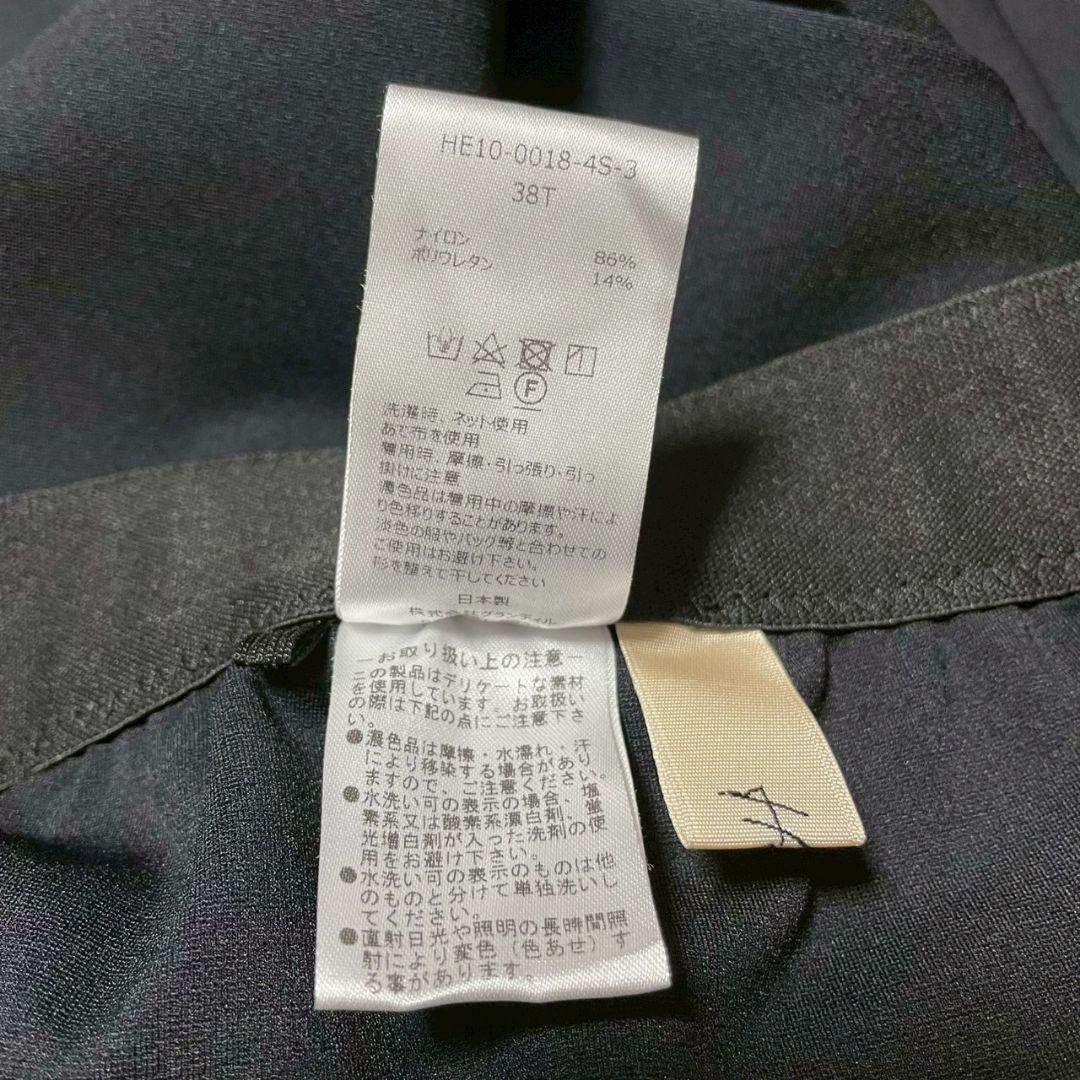 HE10-0018-4S-3
38T
ナイロン 86%
ポリウレタン 14%
F
洗濯時、ネット使用
あて布を使用
着用時、摩擦・引っ張り・引っ
掛けに注意
濃色品は着用中の摩擦や汗によ
り色移りすることがあります。
淡色の服やバッグ等と合わせての
ご使用はお避け下さい。
形を整えて干してください
日本製
株式会社グランディル
ーお取り扱い上の注意ー
この製品はデリケートな素材
を使用しています。お取扱い
の際は下記の点にご注意下さ
い。
●濃色品は摩擦・水濡れ・汗
により移染する場合があり
ますので、ご注意ください。
●水洗い可の表示の場合、塩
素系又は酸素系漂白剤、蛍
光増白剤が入った洗剤の使
用をお避け下さい。
●水洗い可の表示のものは他
のものと分けて単独洗いし
てください。
●直射日光や照明の長時間照
射により変色（色あせ）す
る事があります。